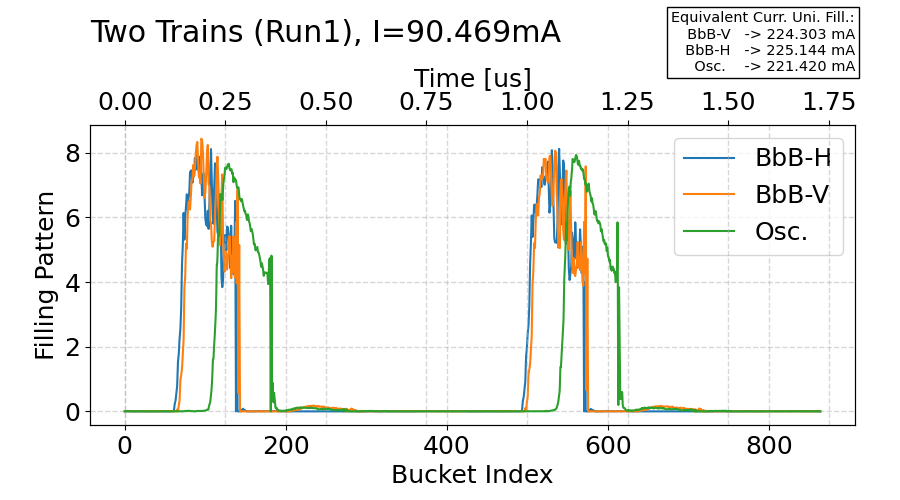 Two Trains (Run1), I=90.469mA
Equivalent Curr. Uni. Fill.:
BbB-V -> 224.303 mA
BbB-H -> 225.144 mA
Osc. -> 221.420 mA
Time [us]
0.00 0.25 0.50 0.75 1.00 1.25 1.50 1.75
Filling Pattern
8
6
4
2
0
BbB-H
BbB-V
Osc.
0 200 400 600 800
Bucket Index